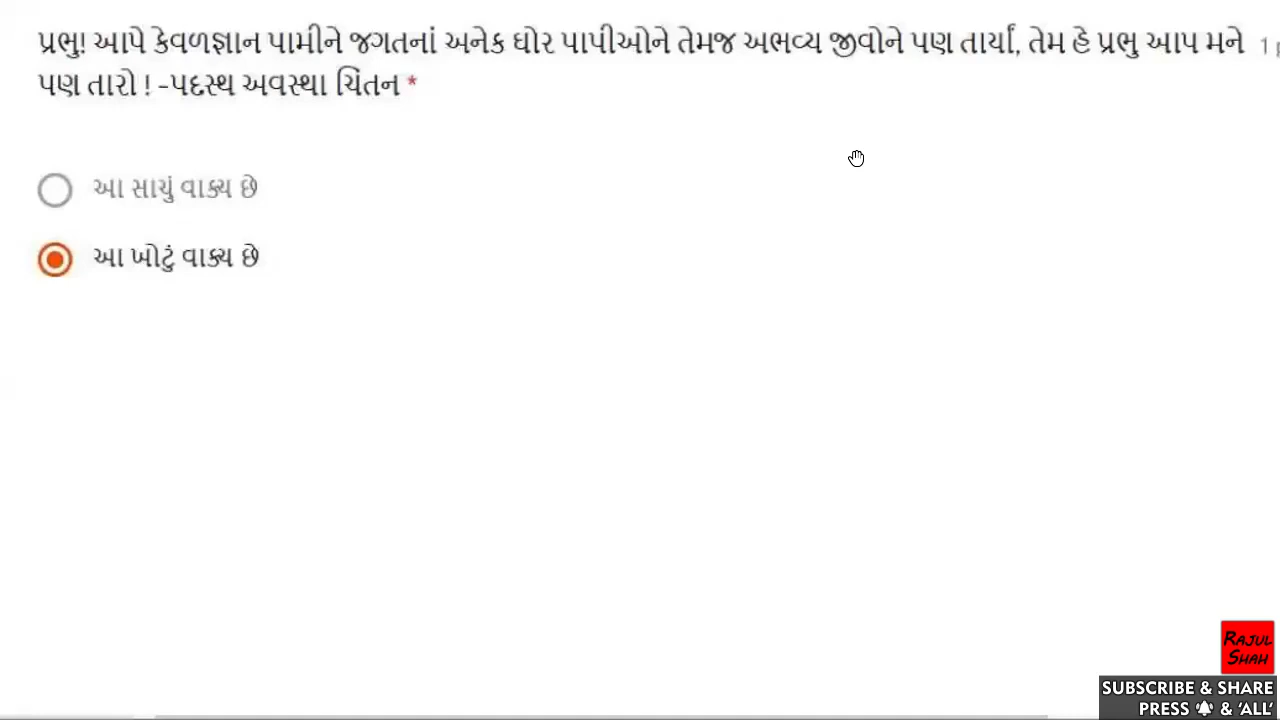 પ્રભુ! આપે કેવળજ્ઞાન પામીને જગતનાં અનેક ઘોર પાપીઓને તેમજ અભવ્ય જીવોને પણ તાર્યાં, તેમ હે પ્રભુ આપ મને 1
પણ તારો ! -પદસ્થ અવસ્થા ચિંતન *
આ સાચું વાક્ય છે
આ ખોટું વાક્ય છે
RAJUL
SHAH
SUBSCRIBE & SHARE
PRESS & 'ALL'